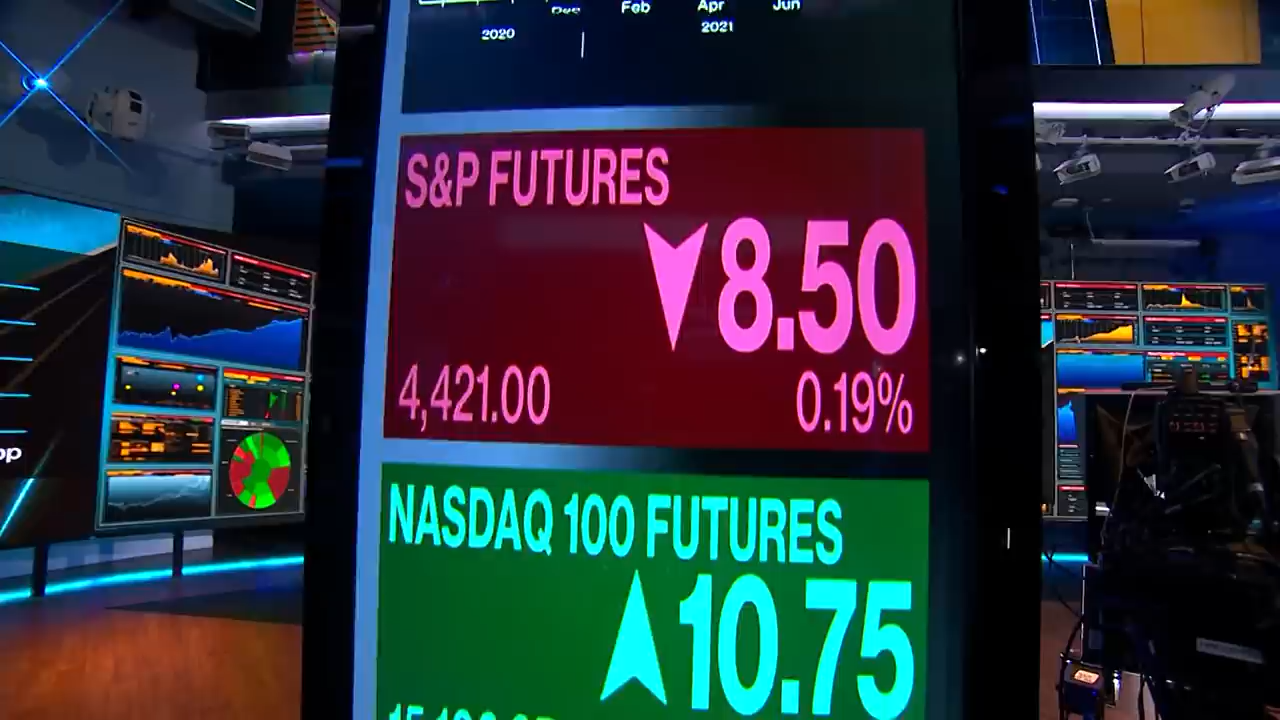 Feb Apr Jun
2020 2021
S&P FUTURES
8.50
4,421.00 0.19%
NASDAQ 100 FUTURES
10.75